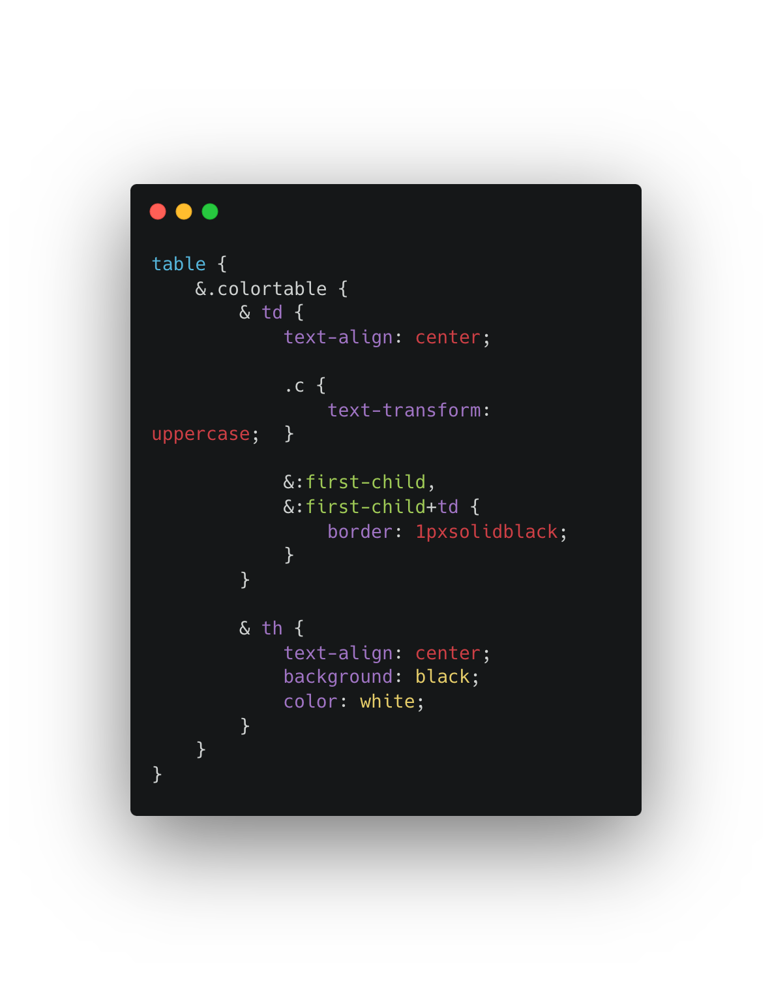 table {
    &.colortable {
        & td {
            text-align: center;

            .c {
                text-transform:
uppercase;  }

            &:first-child,
            &:first-child+td {
                border: 1pxsolidblack;
            }
        }

        & th {
            text-align: center;
            background: black;
            color: white;
        }
    }
}